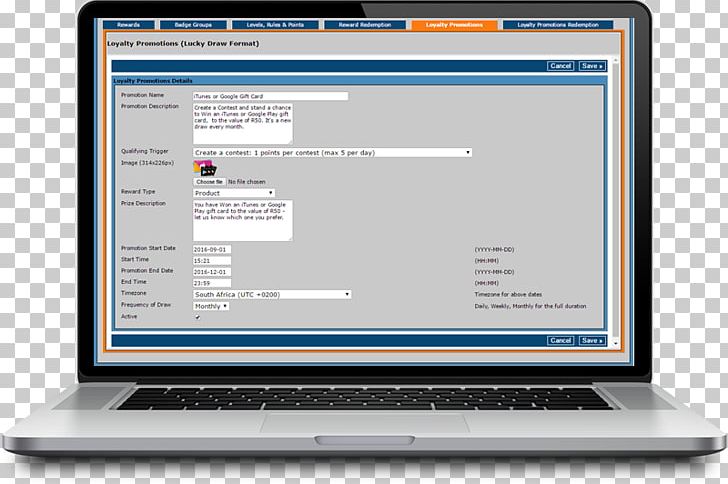 Rewards
Badge Groups
Levels, Rules & Points
Reward Redemption
Loyalty Promotions
Loyalty Promotions Redemption
Loyalty Promotions (Lucky Draw Format)
Cancel
Save »
Loyalty Promotions Details
Promotion Name
iTunes or Google Gift Card
Promotion Description
Create a Contest and stand a chance
to Win an iTunes or Google Play gift
card, to the value of R50. It's a new
draw every month.
Qualifying Trigger
Create a contest: 1 points per contest (max 5 per day)
Image (314x226px)
Choose file
No file chosen
Reward Type
Product
Prize Description
You have Won an iTunes or Google
Play gift card to the value of R50 -
let us know which one you prefer.
Promotion Start Date
2016-09-01
(YYYY-MM-DD)
Start Time
15:21
(HH:MM)
Promotion End Date
2016-12-01
(YYYY-MM-DD)
End Time
23:59
(HH:MM)
Timezone
South Africa (UTC +0200)
Timezone for above dates
Frequency of Draw
Monthly
Daily, Weekly, Monthly for the full duration
Active
Cancel
Save »